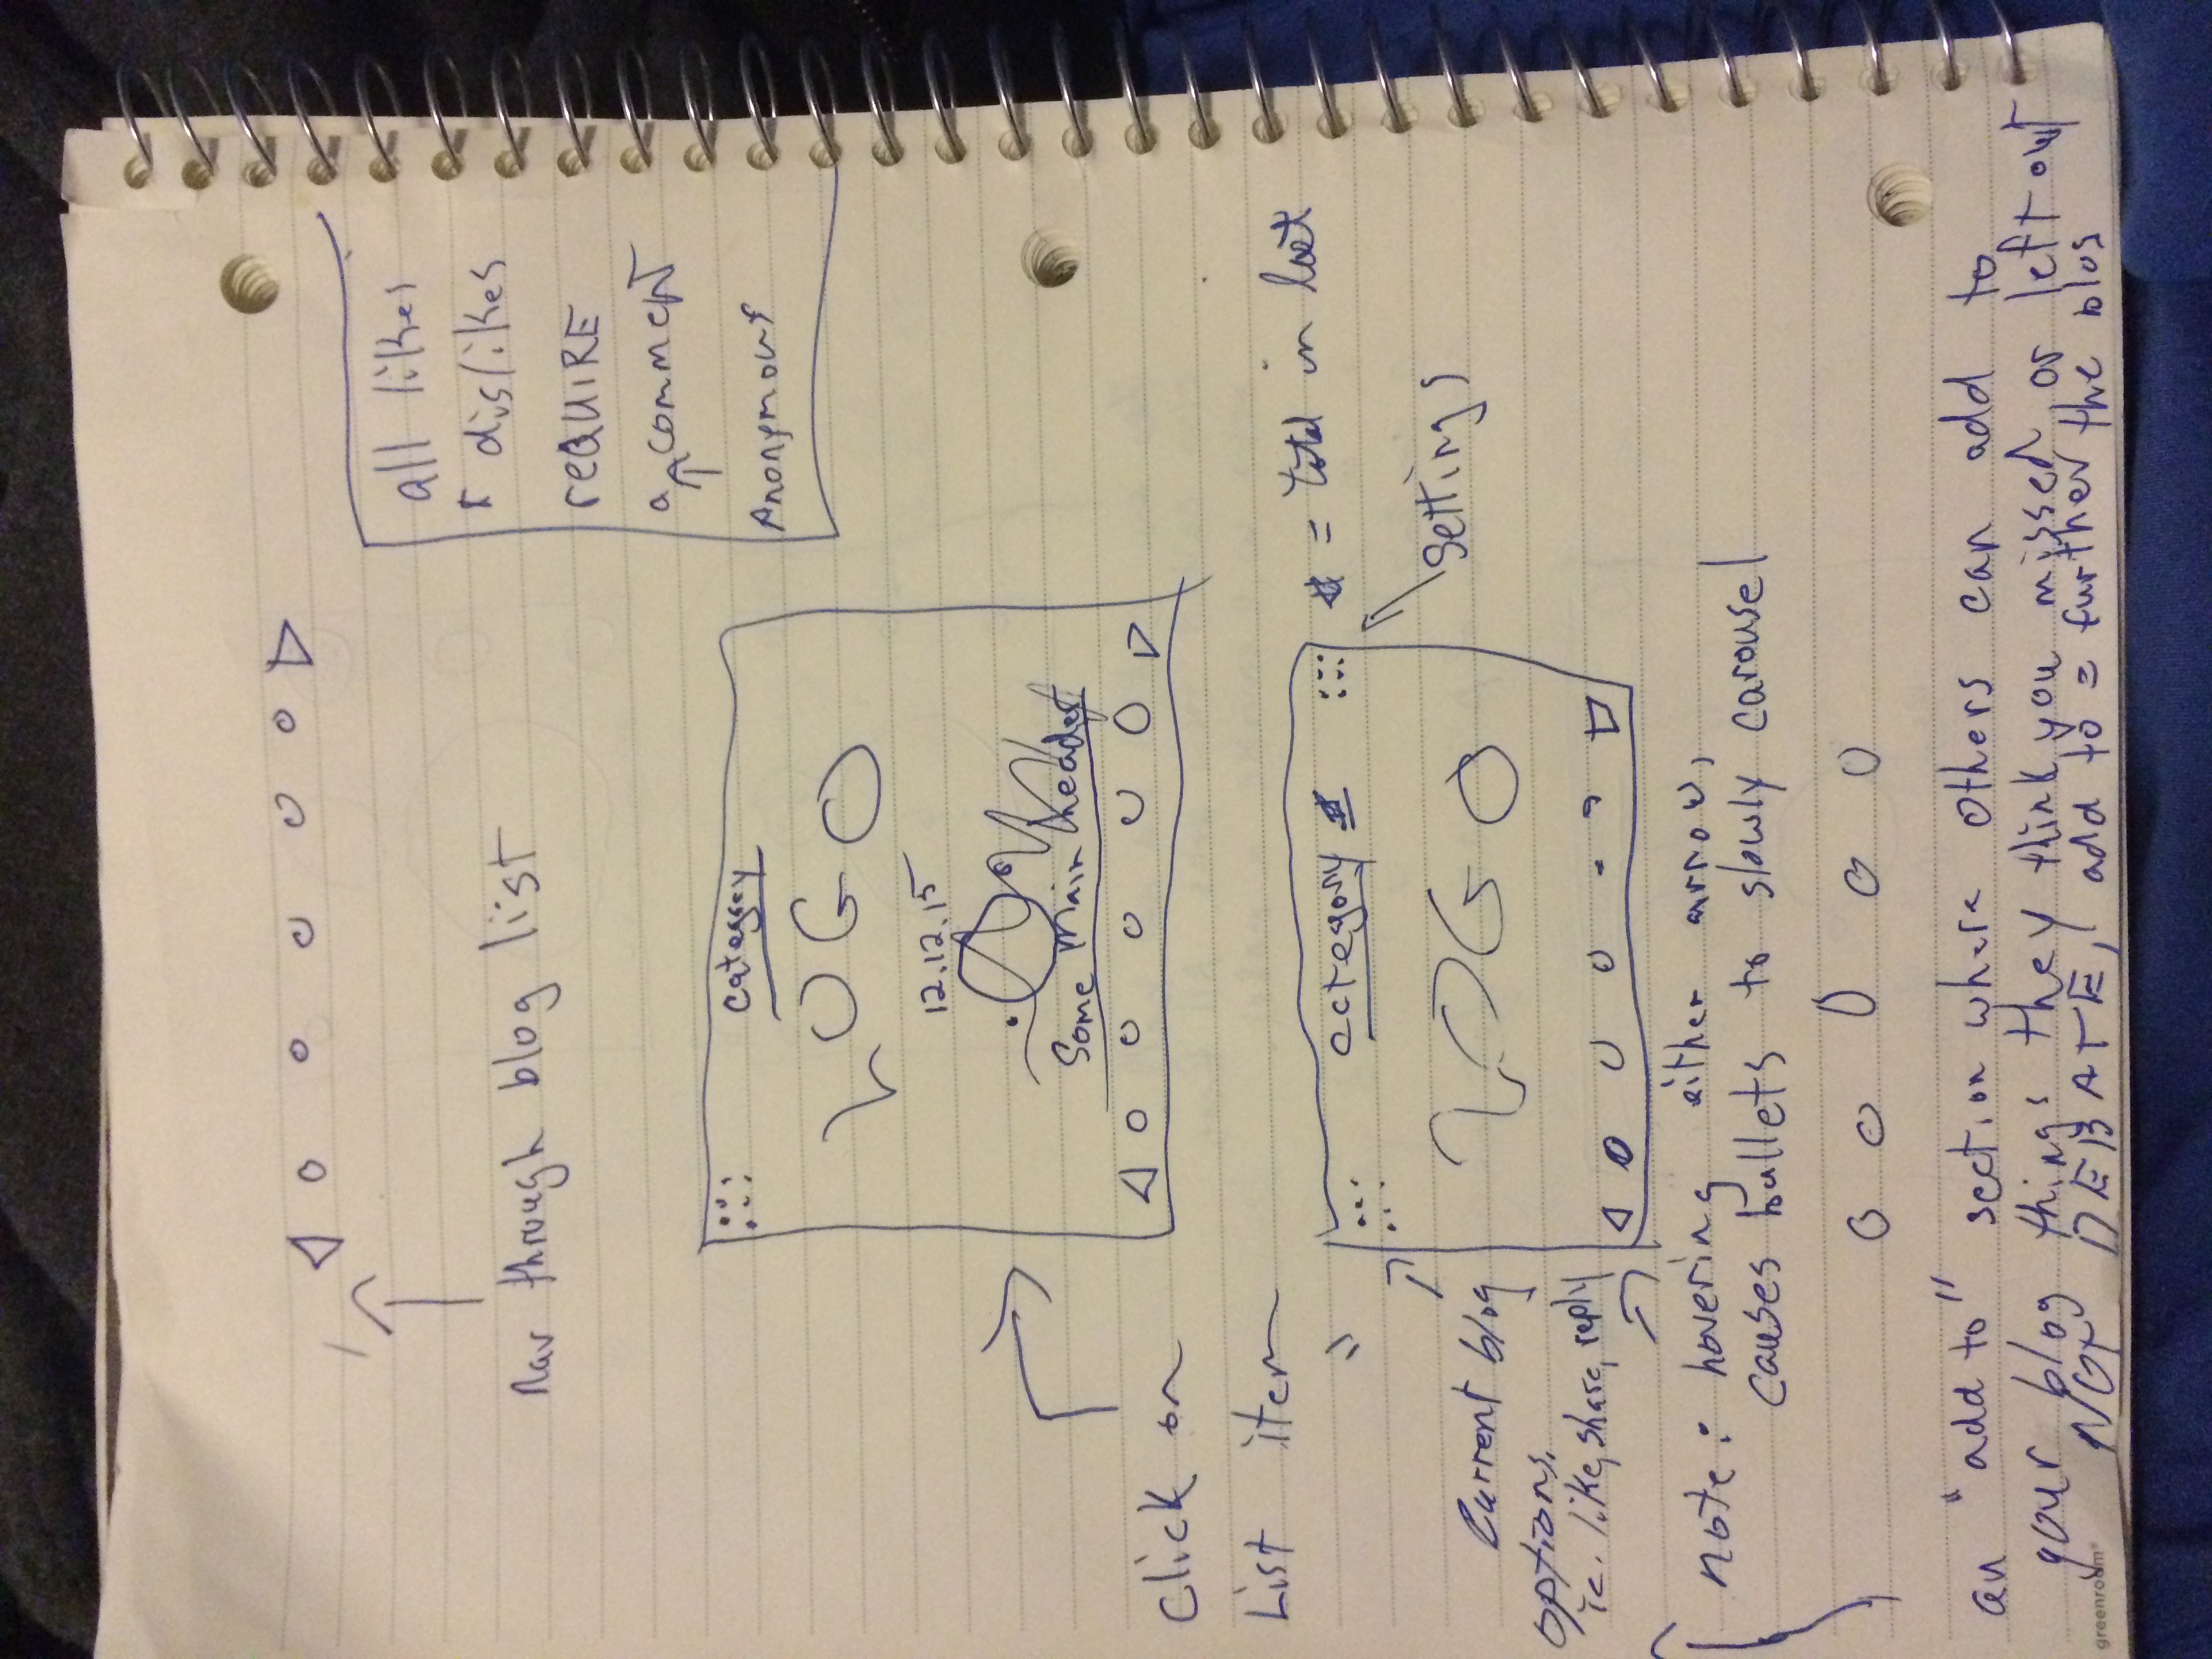 nav through blog list
all likes
& dislikes
reQUIRE
a comment
Anonymous
category
LOGO
12.12.15
Some Main header
click on
List item
category #
# = total in
settings
LOGO
Current blog
options.
ie. like, share, reply
note: hovering either arrow,
causes bullets to slowly carousel
an "add to" section where others can add to
your blog things they think you missed or left out
NOT DEBATE, add to = further the blog
greenroom